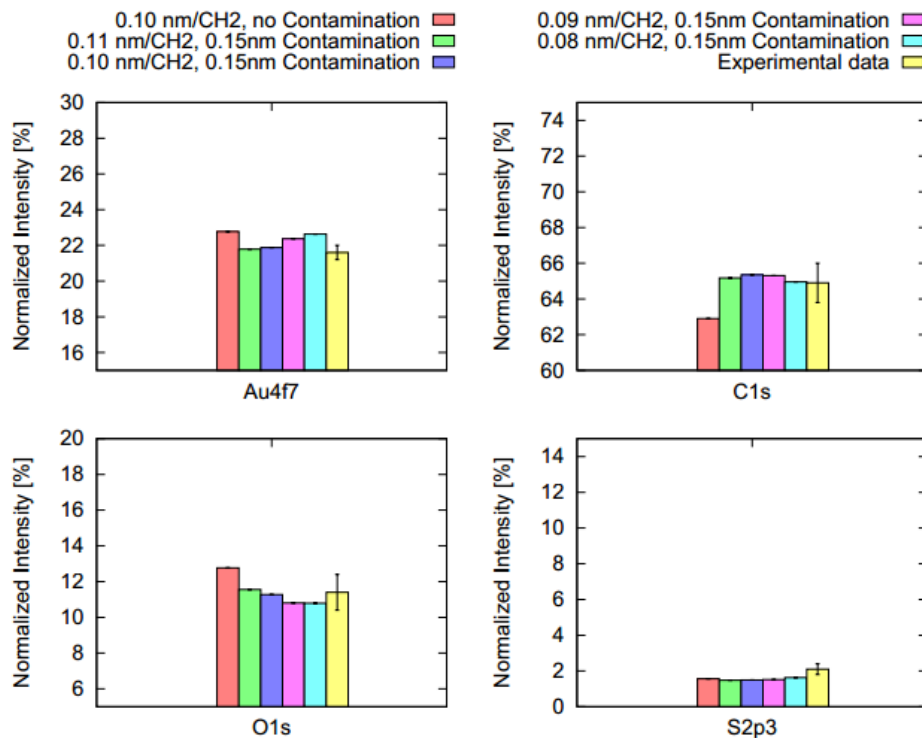 0.10 nm/CH2, no Contamination
0.11 nm/CH2, 0.15nm Contamination
0.10 nm/CH2, 0.15nm Contamination
0.09 nm/CH2, 0.15nm Contamination
0.08 nm/CH2, 0.15nm Contamination
Experimental data
Normalized Intensity [%]
30
28
26
24
22
20
18
16
Au4f7
Normalized Intensity [%]
74
72
70
68
66
64
62
60
C1s
Normalized Intensity [%]
20
18
16
14
12
10
8
6
O1s
Normalized Intensity [%]
14
12
10
8
6
4
2
0
S2p3